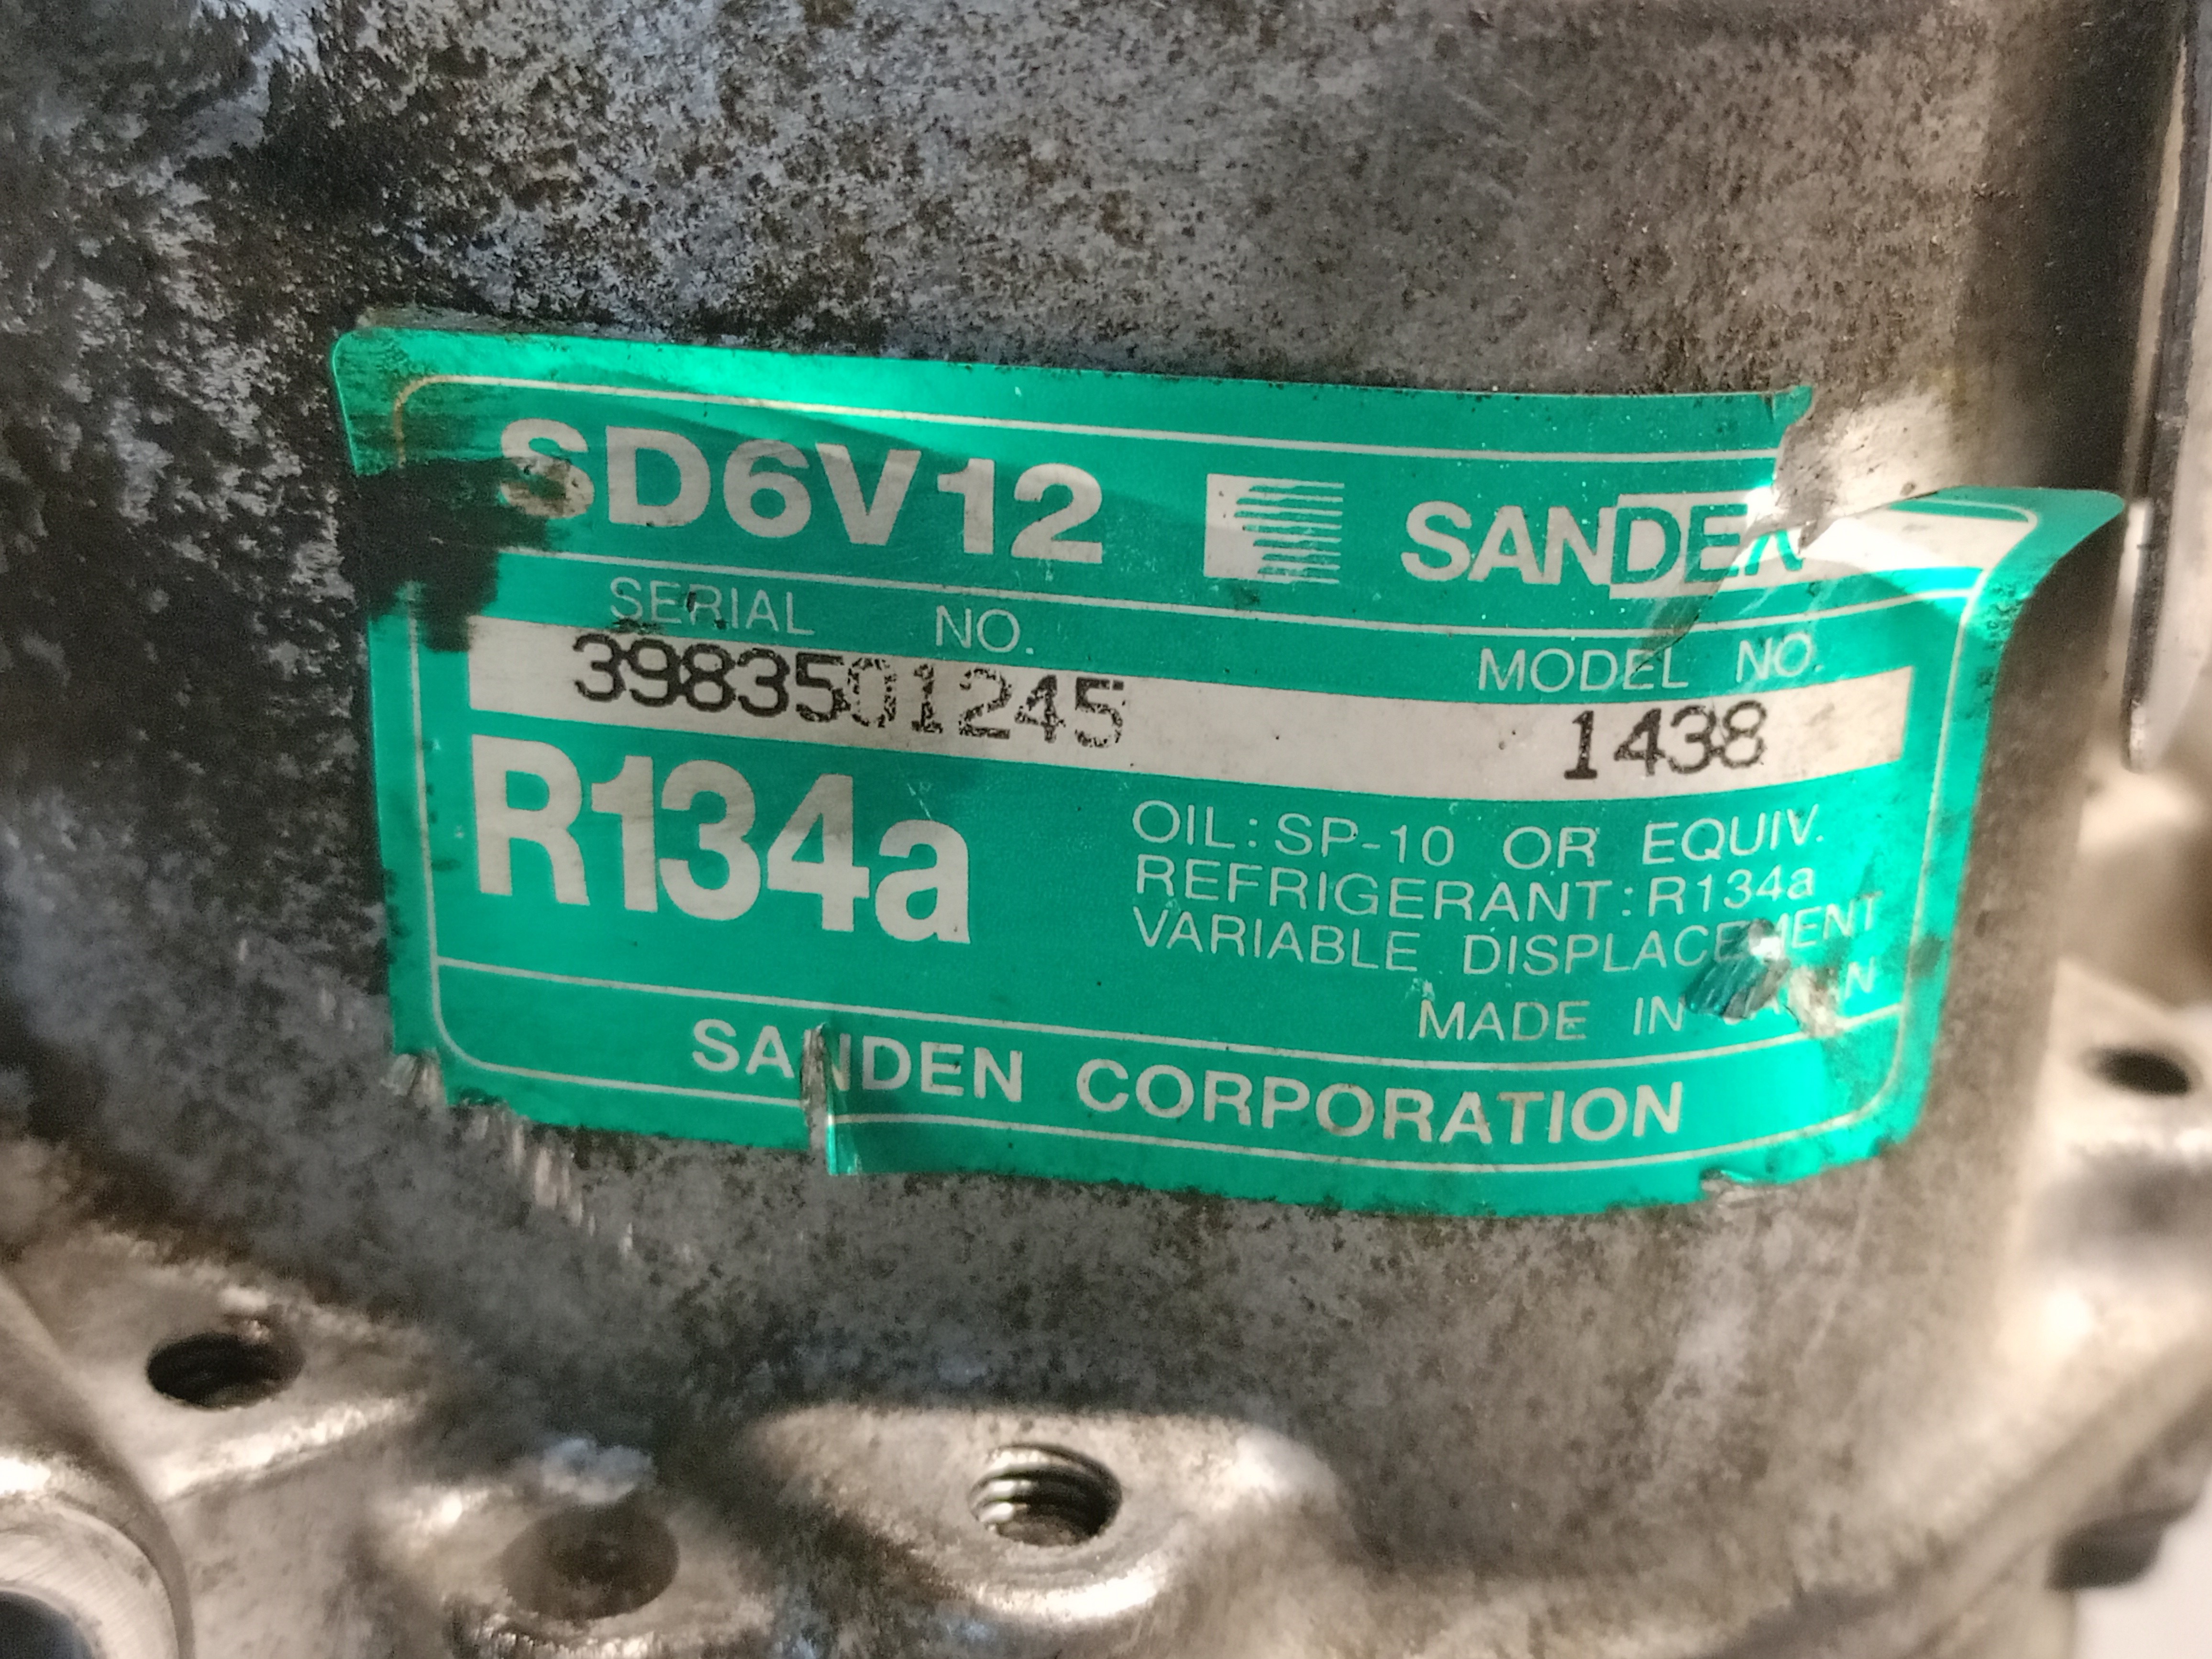 SD6V12 SANDEN
SERIAL NO. MODEL NO.
3983501245 1438
R134a
OIL:SP-10 OR EQUIV.
REFRIGERANT:R134a
VARIABLE DISPLACEMENT
MADE IN JAPAN
SANDEN CORPORATION